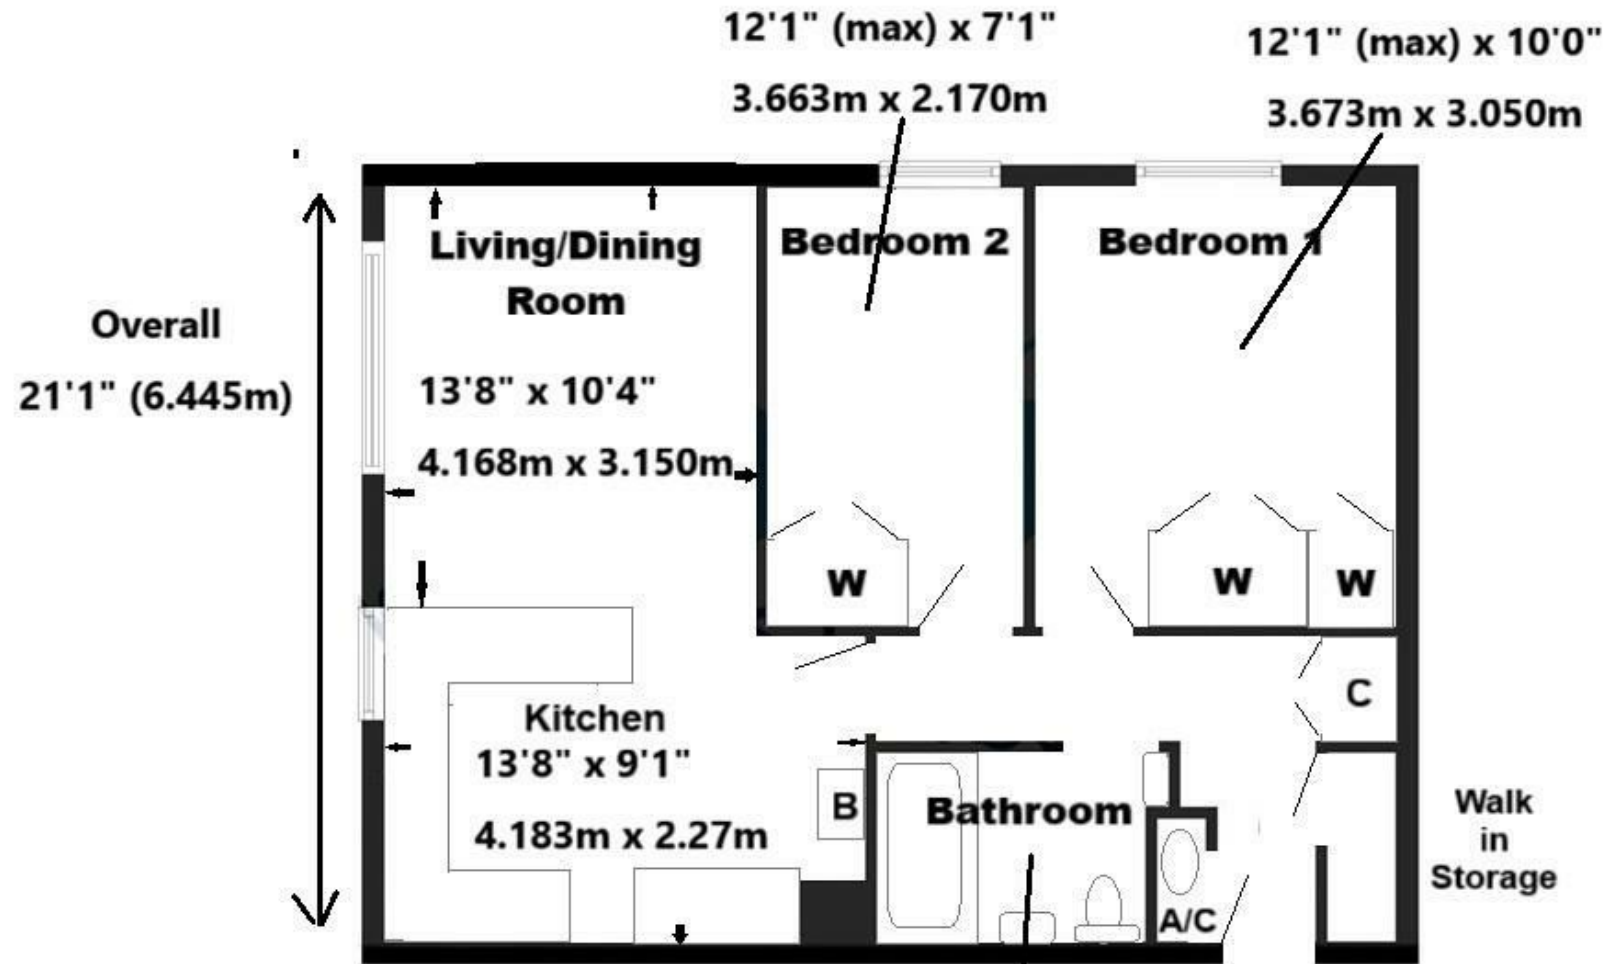 12'1" (max) x 7'1"
3.663m x 2.170m
12'1" (max) x 10'0"
3.673m x 3.050m
Overall
21'1" (6.445m)
Living/Dining
Room
13'8" x 10'4"
4.168m x 3.150m
Bedroom 2
Bedroom 1
W
W
W
C
Kitchen
13'8" x 9'1"
4.183m x 2.27m
B
Bathroom
A/C
Walk
in
Storage